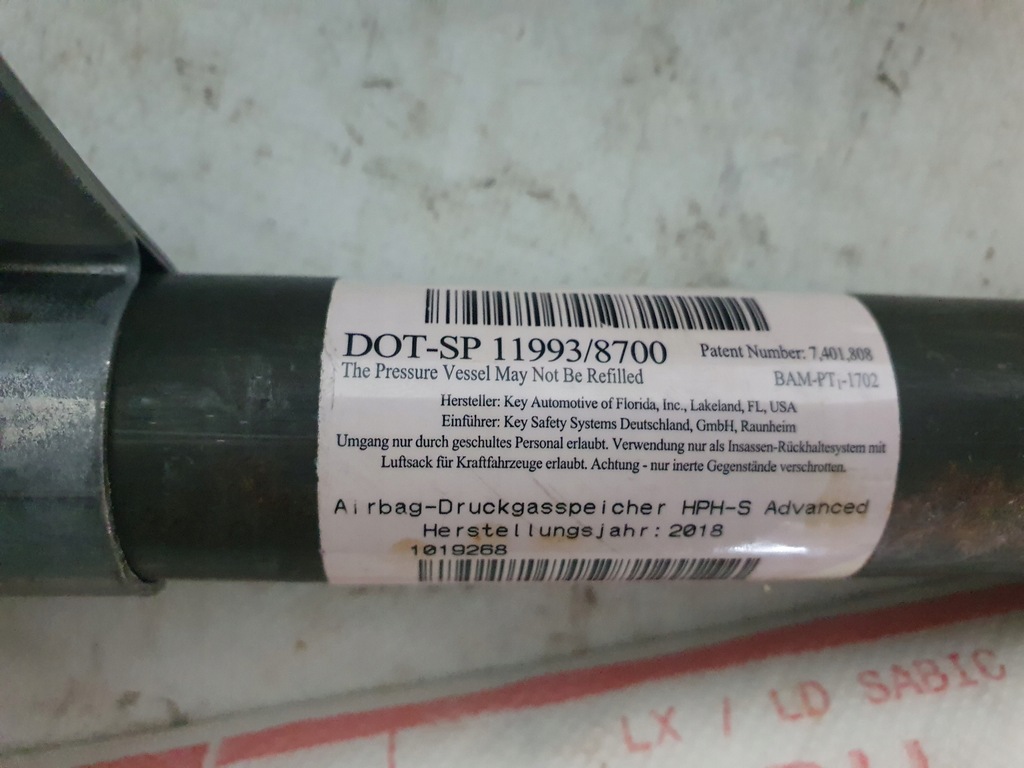 DOT-SP 11993/8700
Patent Number: 7,401,808
The Pressure Vessel May Not Be Refilled
BAM-PT1-1702
Hersteller: Key Automotive of Florida, Inc., Lakeland, FL, USA
Einführer: Key Safety Systems Deutschland, GmbH, Raunheim
Umgang nur durch geschultes Personal erlaubt. Verwendung nur als Insassen-Rückhaltesystem mit
Luftsack für Kraftfahrzeuge erlaubt. Achtung - nur inerte Gegenstände verschrotten.
Airbag-Druckgasspeicher HPH-S Advanced
Herstellungsjahr: 2018
1019268
LX / LD SABIC